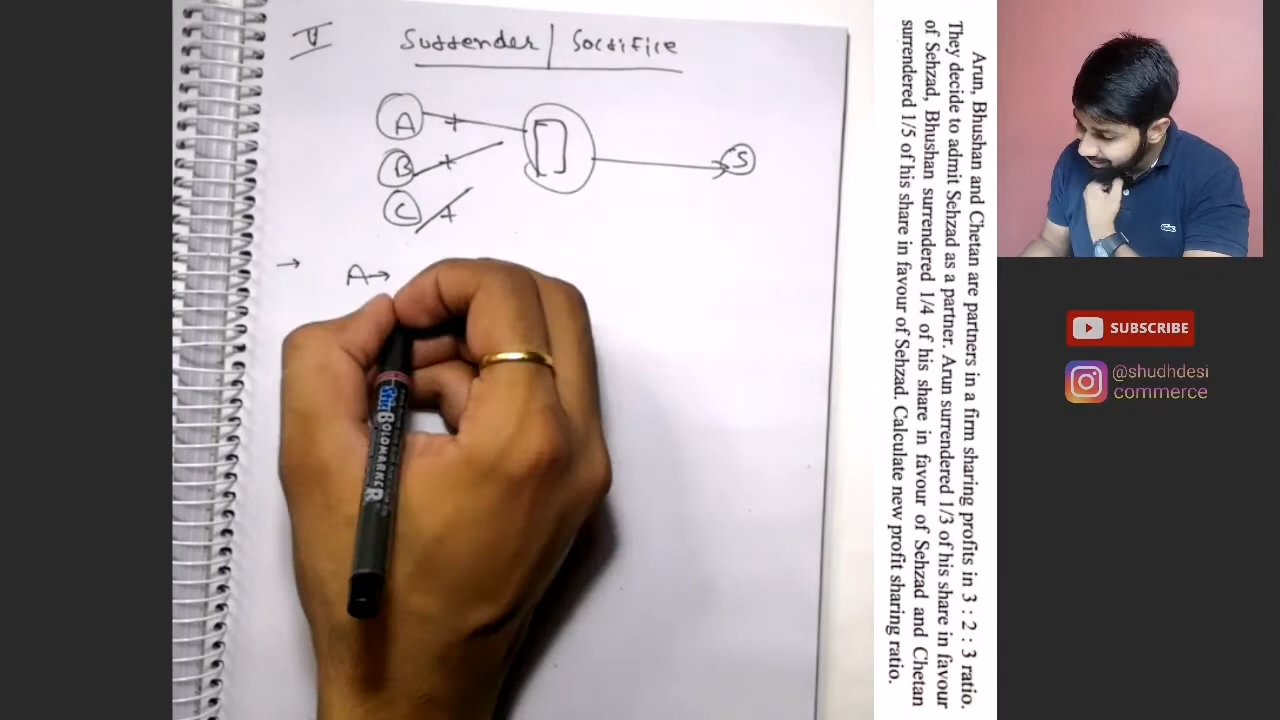 V Surrender | Sacrifice
A + [ ]
B + S
C +
→ A→
Stic BOLDMARKER
Arun, Bhushan and Chetan are partners in a firm sharing profits in 3 : 2 : 3 ratio.
They decide to admit Sehzad as a partner. Arun surrendered 1/3 of his share in favour
of Sehzad, Bhushan surrendered 1/4 of his share in favour of Sehzad and Chetan
surrendered 1/5 of his share in favour of Sehzad. Calculate new profit sharing ratio.
SUBSCRIBE
@shudhdesi
commerce